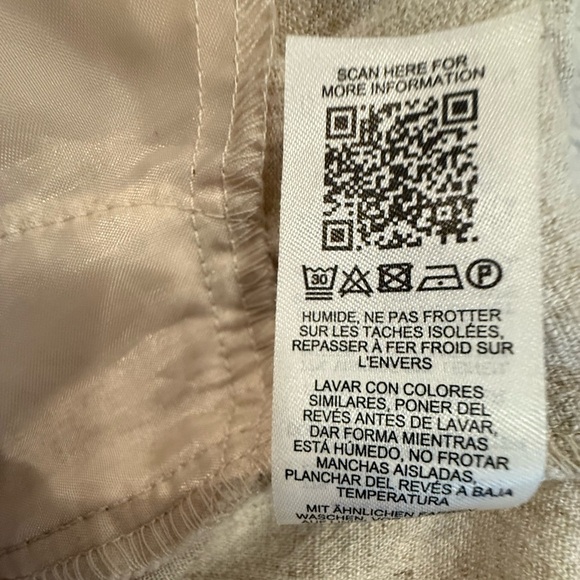 SCAN HERE FOR
MORE INFORMATION
30
P
HUMIDE, NE PAS FROTTER
SUR LES TACHES ISOLÉES,
REPASSER À FER FROID SUR
L'ENVERS
LAVAR CON COLORES
SIMILARES, PONER DEL
REVÉS ANTES DE LAVAR,
DAR FORMA MIENTRAS
ESTÁ HÚMEDO, NO FROTAR
MANCHAS AISLADAS,
PLANCHAR DEL REVÉS A BAJA
TEMPERATURA
MIT ÄHNLICHEN
WASCHEN,